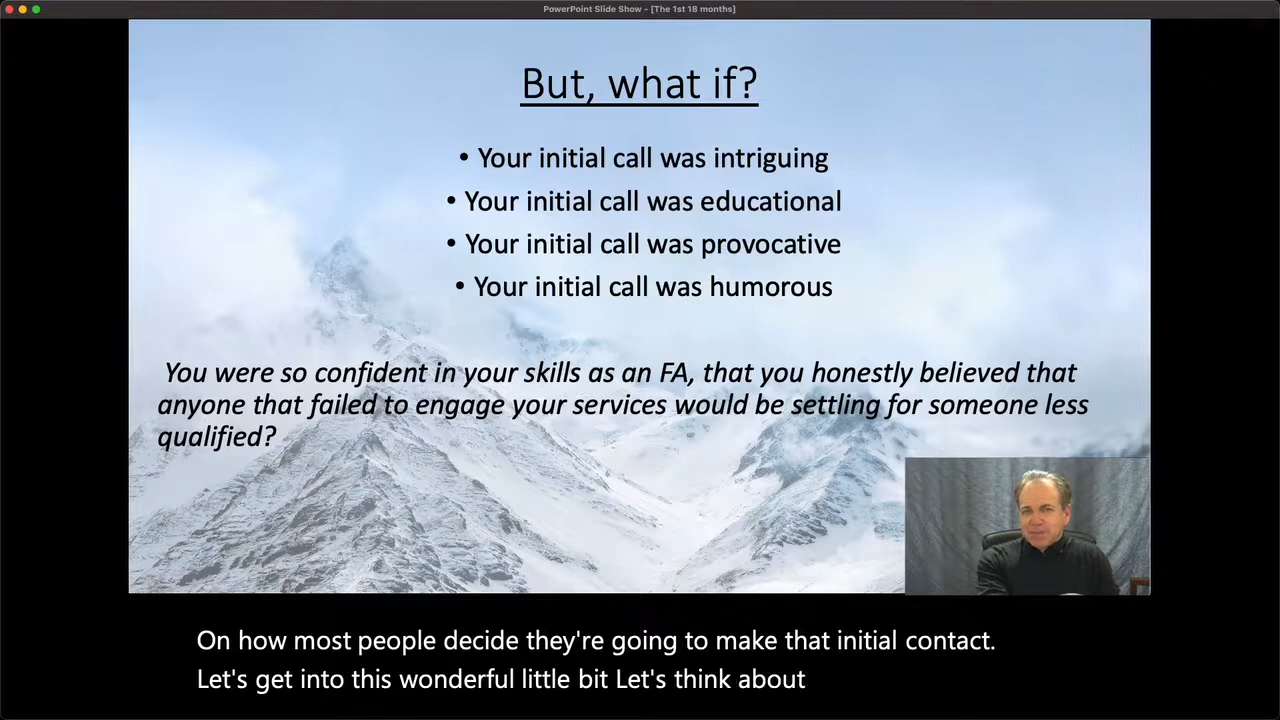 PowerPoint Slide Show - [The 1st 18 months]
But, what if?
• Your initial call was intriguing
• Your initial call was educational
• Your initial call was provocative
• Your initial call was humorous
You were so confident in your skills as an FA, that you honestly believed that
anyone that failed to engage your services would be settling for someone less
qualified?
On how most people decide they're going to make that initial contact.
Let's get into this wonderful little bit Let's think about